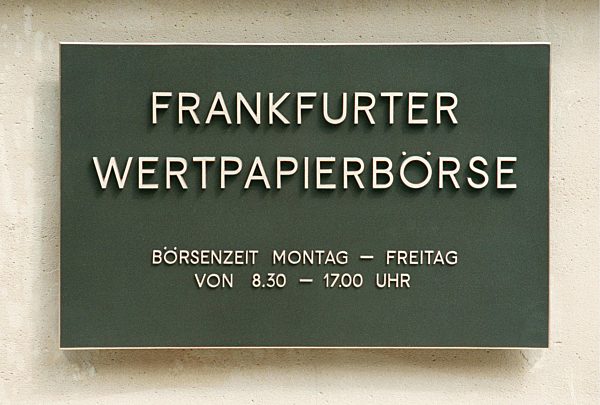 FRANKFURTER
WERTPAPIERBÖRSE
BÖRSENZEIT MONTAG — FREITAG
VON 8.30 — 17.00 UHR